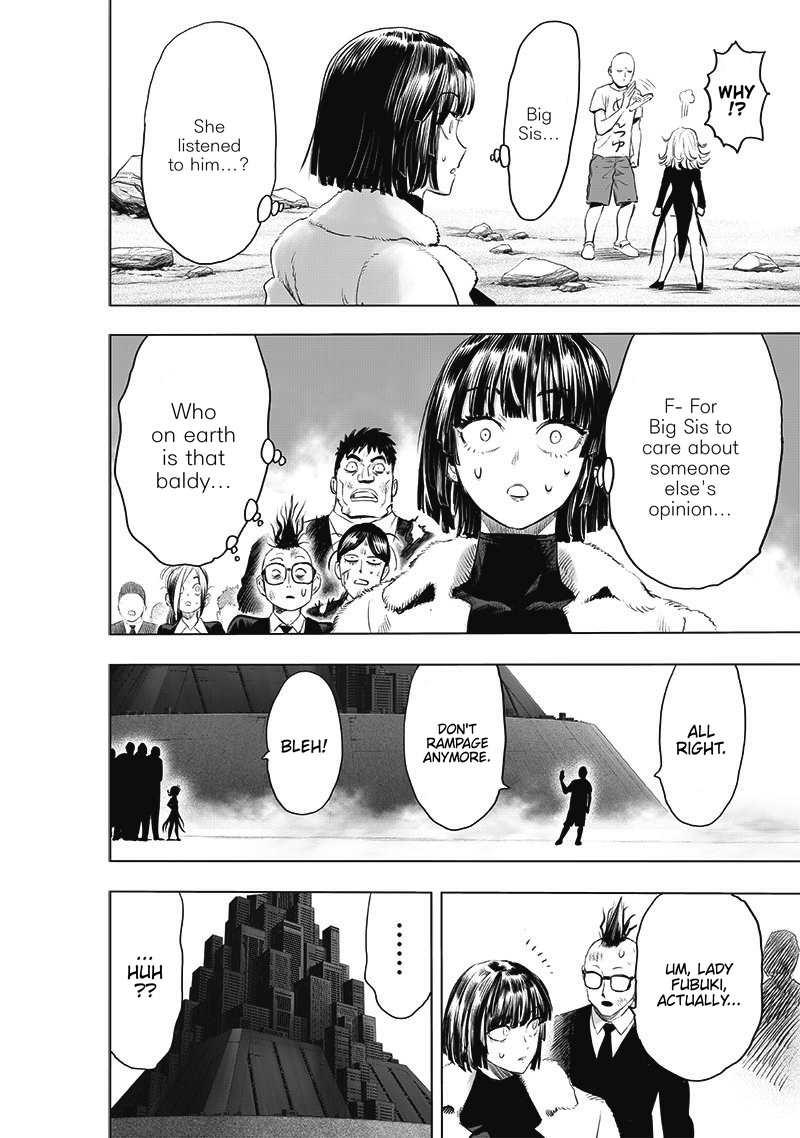 WHY
!?
Big
Sis...
She
listened
to him...?
F- For
Big Sis to
care about
someone
else's
opinion...
Who
on earth
is that
baldy...
ALL
RIGHT.
DON'T
RAMPAGE
ANYMORE.
BLEH!
UM, LADY
FUBUKI,
ACTUALLY...
......
...
HUH
??